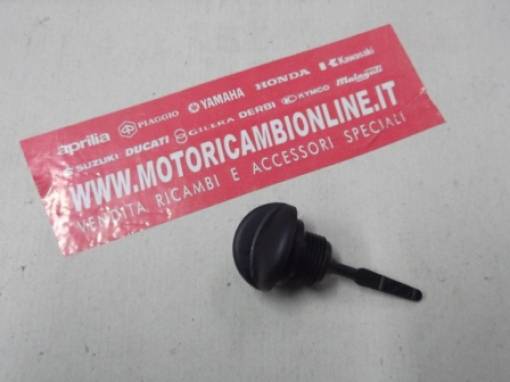 aprilia PIAGGIO YAMAHA HONDA Kawasaki
SUZUKI DUCATI GILERA DERBI KYMCO Malaguti
WWW.MOTORICAMBIONLINE.IT
VENDITA RICAMBI E ACCESSORI SPECIALI